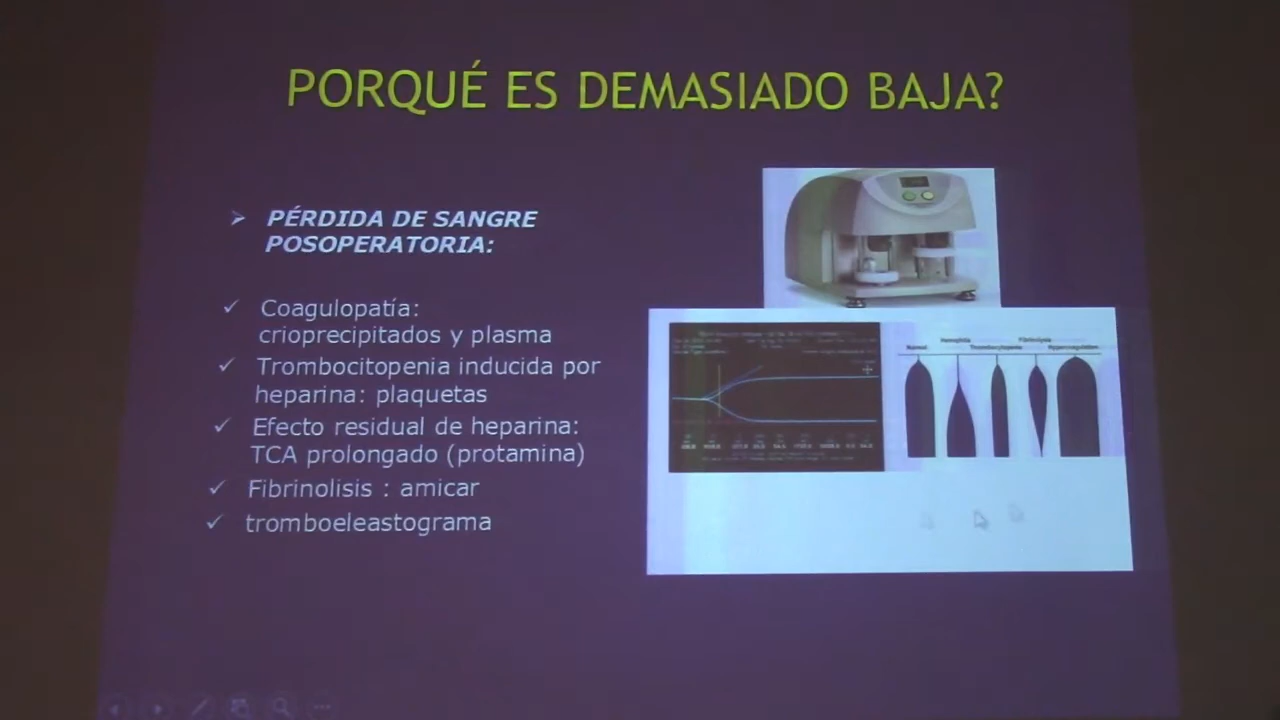 PORQUÉ ES DEMASIADO BAJA?
PÉRDIDA DE SANGRE
POSOPERATORIA:
Coagulopatía:
crioprecipitados y plasma
Trombocitopenia inducida por
heparina: plaquetas
Efecto residual de heparina:
TCA prolongado (protamina)
Fibrinolisis : amicar
tromboeleastograma
Normal
Hemophilia
Thrombocytopenia
Fibrinolysis
Hypercoagulation